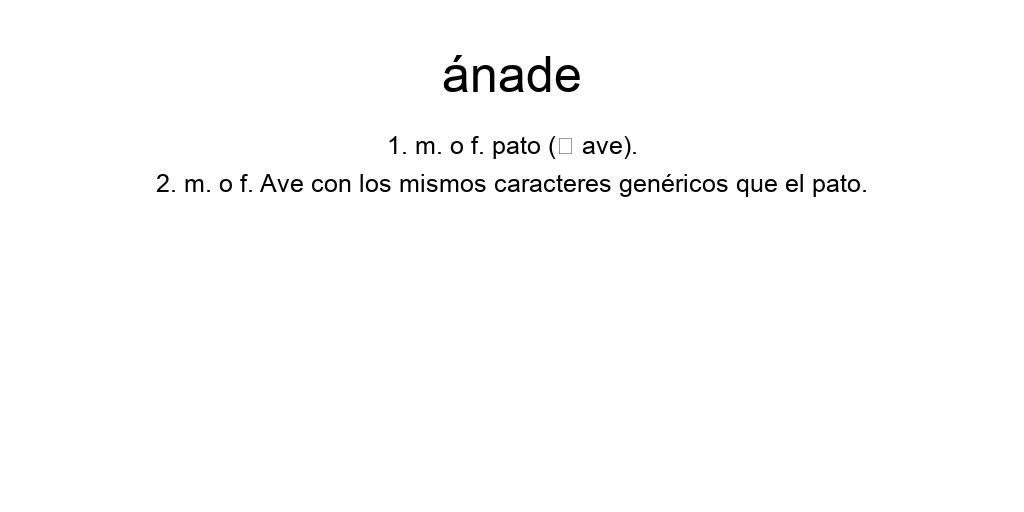 ánade
1. m. o f. pato (□ ave).
2. m. o f. Ave con los mismos caracteres genéricos que el pato.